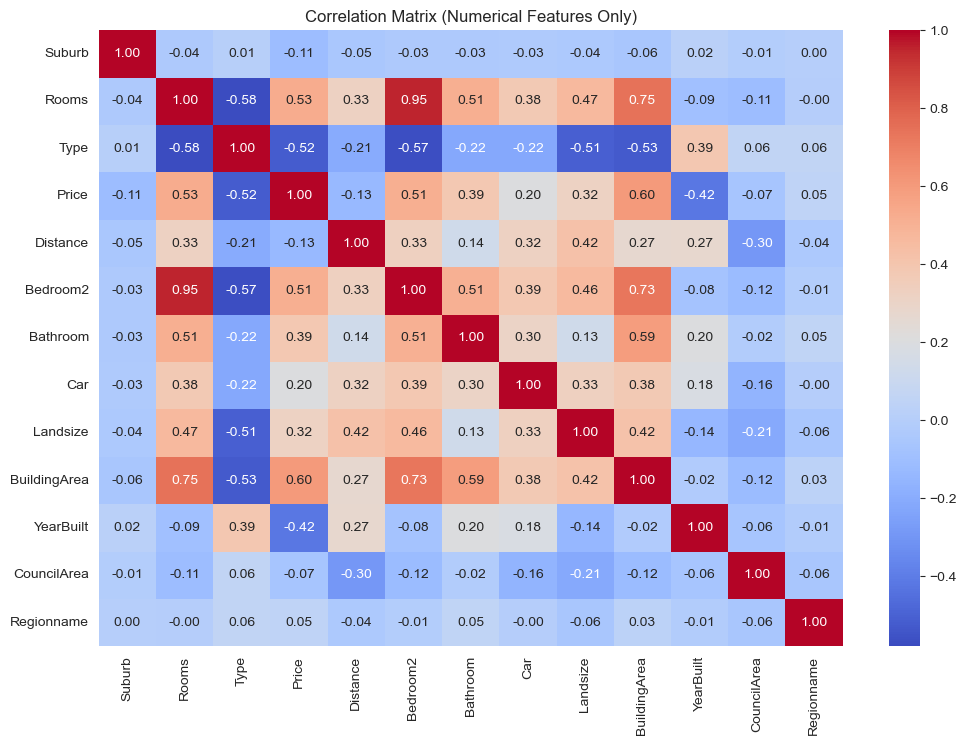 Correlation Matrix (Numerical Features Only)
Suburb 1.00 -0.04 0.01 -0.11 -0.05 -0.03 -0.03 -0.03 -0.04 -0.06 0.02 -0.01 0.00
Rooms -0.04 1.00 -0.58 0.53 0.33 0.95 0.51 0.38 0.47 0.75 -0.09 -0.11 -0.00
Type 0.01 -0.58 1.00 -0.52 -0.21 -0.57 -0.22 -0.22 -0.51 -0.53 0.39 0.06 0.06
Price -0.11 0.53 -0.52 1.00 -0.13 0.51 0.39 0.20 0.32 0.60 -0.42 -0.07 0.05
Distance -0.05 0.33 -0.21 -0.13 1.00 0.33 0.14 0.32 0.42 0.27 0.27 -0.30 -0.04
Bedroom2 -0.03 0.95 -0.57 0.51 0.33 1.00 0.51 0.39 0.46 0.73 -0.08 -0.12 -0.01
Bathroom -0.03 0.51 -0.22 0.39 0.14 0.51 1.00 0.30 0.13 0.59 0.20 -0.02 0.05
Car -0.03 0.38 -0.22 0.20 0.32 0.39 0.30 1.00 0.33 0.38 0.18 -0.16 -0.00
Landsize -0.04 0.47 -0.51 0.32 0.42 0.46 0.13 0.33 1.00 0.42 -0.14 -0.21 -0.06
BuildingArea -0.06 0.75 -0.53 0.60 0.27 0.73 0.59 0.38 0.42 1.00 -0.02 -0.12 0.03
YearBuilt 0.02 -0.09 0.39 -0.42 0.27 -0.08 0.20 0.18 -0.14 -0.02 1.00 -0.06 -0.01
CouncilArea -0.01 -0.11 0.06 -0.07 -0.30 -0.12 -0.02 -0.16 -0.21 -0.12 -0.06 1.00 -0.06
Regionname 0.00 -0.00 0.06 0.05 -0.04 -0.01 0.05 -0.00 -0.06 0.03 -0.01 -0.06 1.00
Suburb Rooms Type Price Distance Bedroom2 Bathroom Car Landsize BuildingArea YearBuilt CouncilArea Regionname
1.0
0.8
0.6
0.4
0.2
0.0
−0.2
−0.4